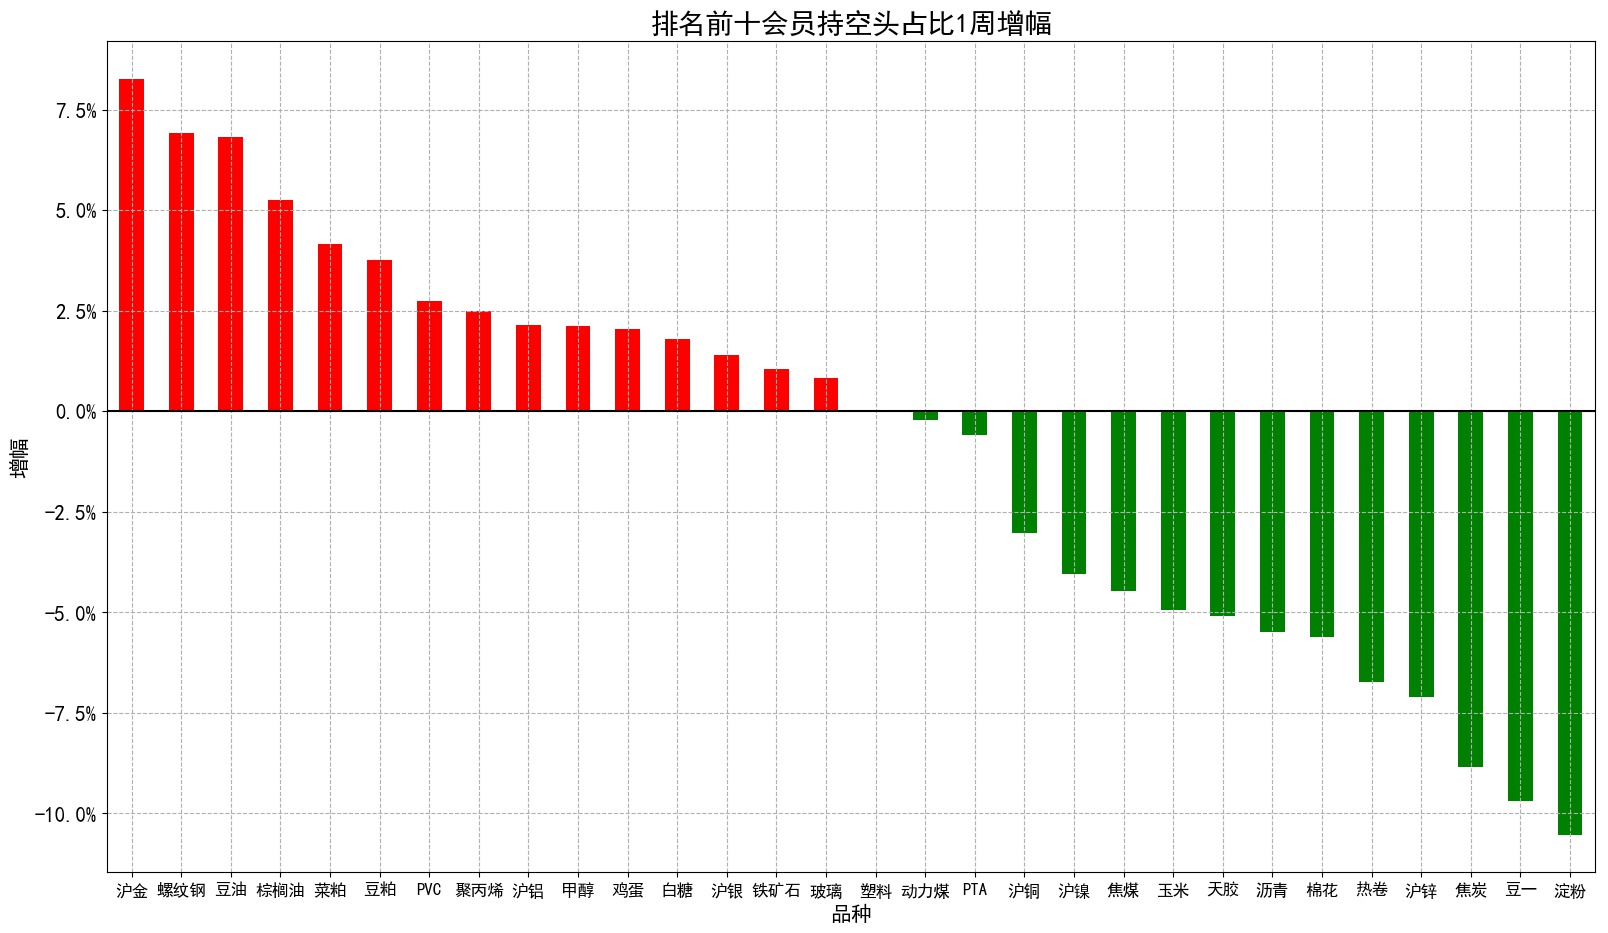 排名前十会员持空头占比1周增幅
7.5%
5.0%
2.5%
0.0%
−2.5%
−5.0%
−7.5%
−10.0%
增幅
沪金 螺纹钢 豆油 棕榈油 菜粕 豆粕 PVC 聚丙烯 沪铝 甲醇 鸡蛋 白糖 沪银 铁矿石 玻璃 塑料 动力煤 PTA 沪铜 沪镍 焦煤 玉米 天胶 沥青 棉花 热卷 沪锌 焦炭 豆一 淀粉
品种